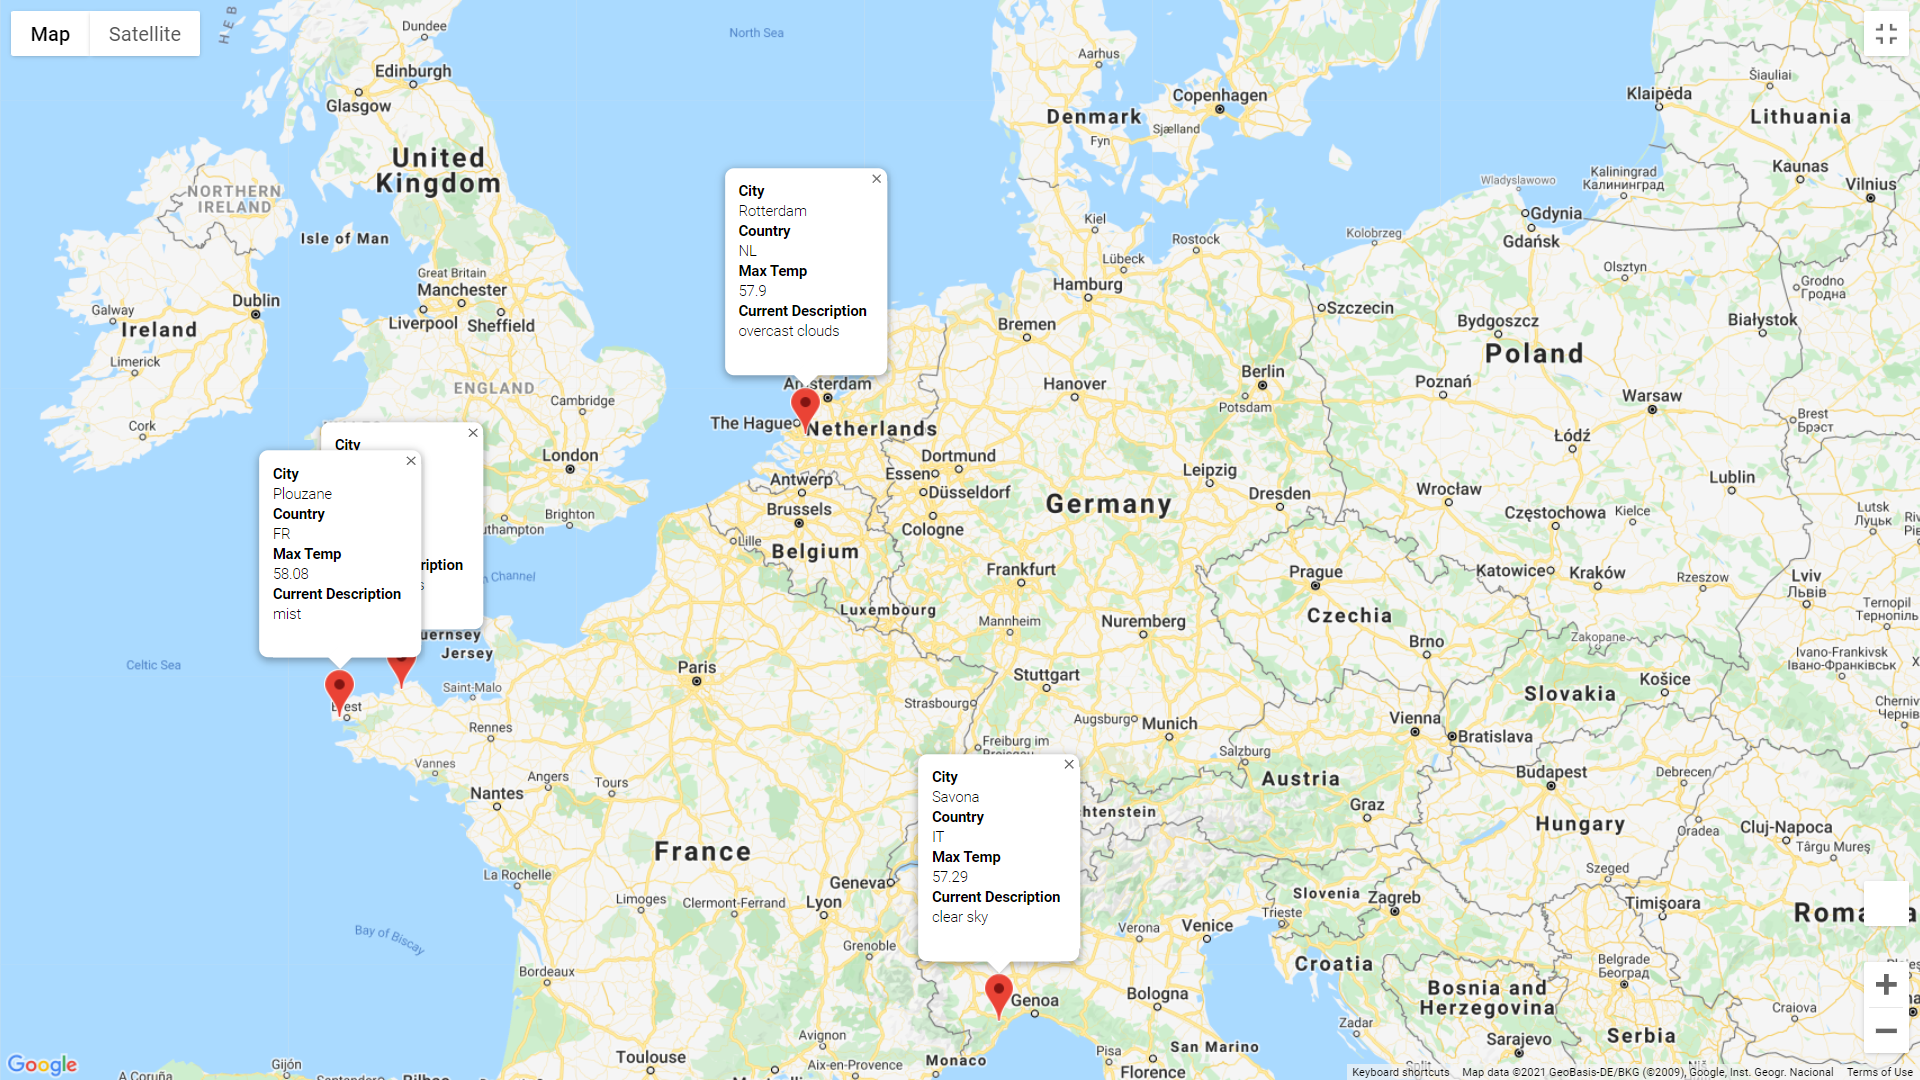 Map
Satellite
Dundee
North Sea
Edinburgh
Glasgow
Aarhus
Copenhagen
Denmark
Sjælland
Fyn
Šiauliai
Klaipėda
Lithuania
Kaunas
Vilnius
United
Kingdom
NORTHERN
IRELAND
Isle of Man
Kaliningrad
Калининград
Wladyslawowo
Gdynia
Gdańsk
Kiel
Rostock
Kolobrzeg
Lübeck
Hamburg
Olsztyn
Grodno
Гродна
Great Britain
Manchester
Liverpool
Sheffield
Dublin
Galway
Ireland
Limerick
Cork
ENGLAND
Cambridge
London
Brighton
City
Rotterdam
Country
NL
Max Temp
57.9
Current Description
overcast clouds
Szczecin
Bydgoszcz
Białystok
Bremen
Poland
Hanover
Berlin
Potsdam
Poznań
Warsaw
Brest
Брэст
Amsterdam
The Hague
Netherlands
Łódź
Dortmund
Essen
Düsseldorf
Leipzig
Dresden
Lublin
Wrocław
Antwerp
Brussels
Cologne
Germany
Częstochowa
Kielce
Lutsk
Луцьк
Lille
Belgium
Frankfurt
Prague
Katowice
Kraków
Rzeszow
Lviv
Львів
Luxembourg
Mannheim
Nuremberg
Czechia
Brno
Zakopane
Ternopil
Тернопіль
Ivano-Frankivsk
Івано-Франківськ
City
ription
City
Plouzane
Country
FR
Max Temp
58.08
Current Description
mist
uthampton
n Channel
uernsey
Jersey
Celtic Sea
Saint-Malo
Brest
Rennes
Paris
Stuttgart
Strasbourg
Augsburg
Munich
Freiburg im
Breisgau
Salzburg
Vienna
Bratislava
Slovakia
Košice
Vannes
Angers
Tours
Nantes
Austria
Budapest
Debrecen
htenstein
Graz
Hungary
Oradea
Cluj-Napoca
Târgu Mureș
France
La Rochelle
Geneva
Limoges
Clermont-Ferrand
Lyon
Szeged
Slovenia
Zagreb
Timișoara
Trieste
Verona
Venice
City
Savona
Country
IT
Max Temp
57.29
Current Description
clear sky
Bay of Biscay
Grenoble
Bordeaux
Croatia
Belgrade
Београд
Bosnia and
Herzegovina
Genoa
Bologna
Craiova
Zadar
Serbia
Sarajevo
Avignon
Toulouse
Aix-en-Provence
Monaco
Pisa
San Marino
Florence
Gijón
A Coruña
Google
Keyboard shortcuts
Map data ©2021 GeoBasis-DE/BKG (©2009), Google, Inst. Geogr. Nacional
Terms of Use